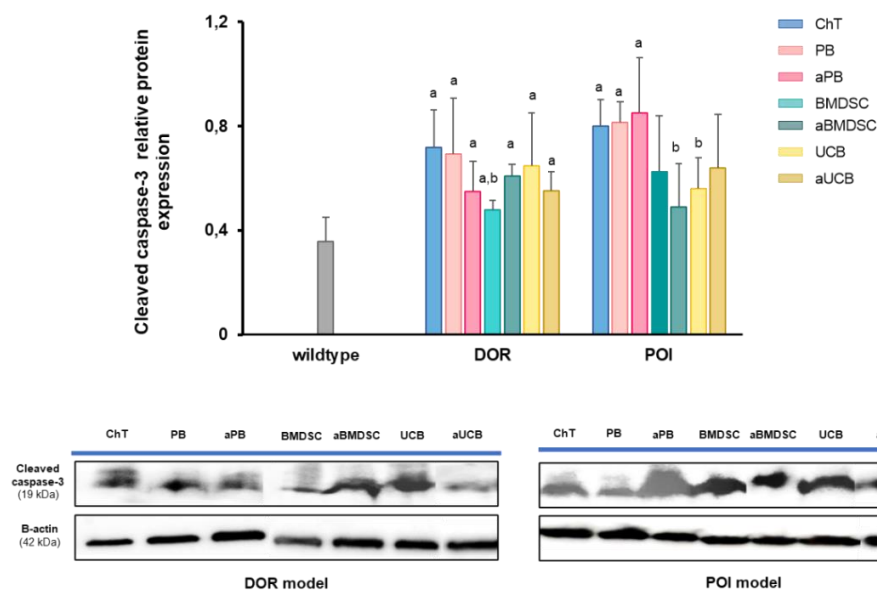 1,2
0,8
0,4
0
Cleaved caspase-3 relative protein
expression
a
a
a
a,b
a
a
a
a
a
a
b
b
wildtype
DOR
POI
ChT
PB
aPB
BMDSC
aBMDSC
UCB
aUCB
ChT PB aPB BMDSC aBMDSC UCB aUCB
Cleaved
caspase-3
(19 kDa)
B-actin
(42 kDa)
DOR model
ChT PB aPB BMDSC aBMDSC UCB
POI model